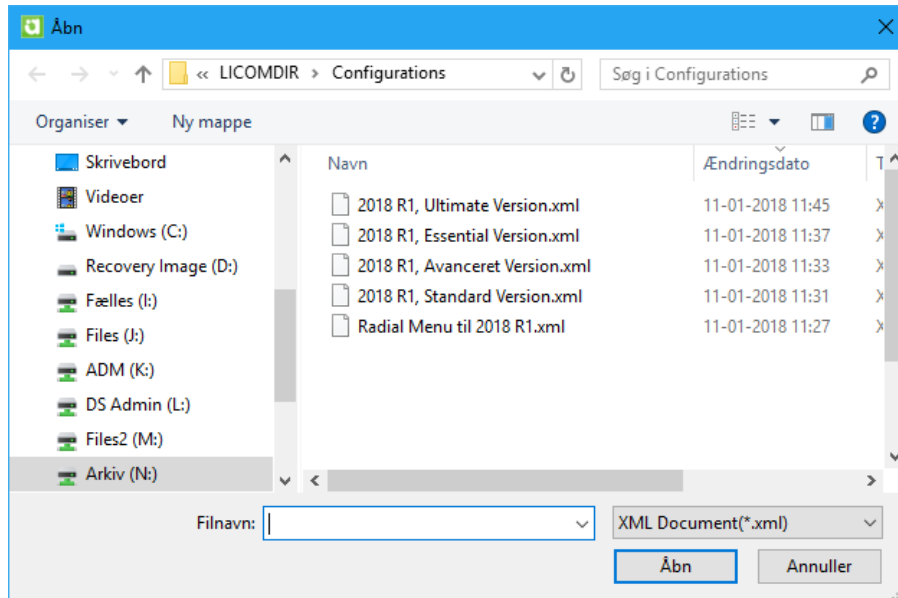 Åbn
« LICOMDIR > Configurations
Søg i Configurations
Organiser
Ny mappe
Skrivebord
Videoer
Windows (C:)
Recovery Image (D:)
Fælles (I:)
Files (J:)
ADM (K:)
DS Admin (L:)
Files2 (M:)
Arkiv (N:)
Navn Ændringsdato T
2018 R1, Ultimate Version.xml 11-01-2018 11:45 X
2018 R1, Essential Version.xml 11-01-2018 11:37 X
2018 R1, Avanceret Version.xml 11-01-2018 11:33 X
2018 R1, Standard Version.xml 11-01-2018 11:31 X
Radial Menu til 2018 R1.xml 11-01-2018 11:27 X
Filnavn:
XML Document(*.xml)
Åbn
Annuller